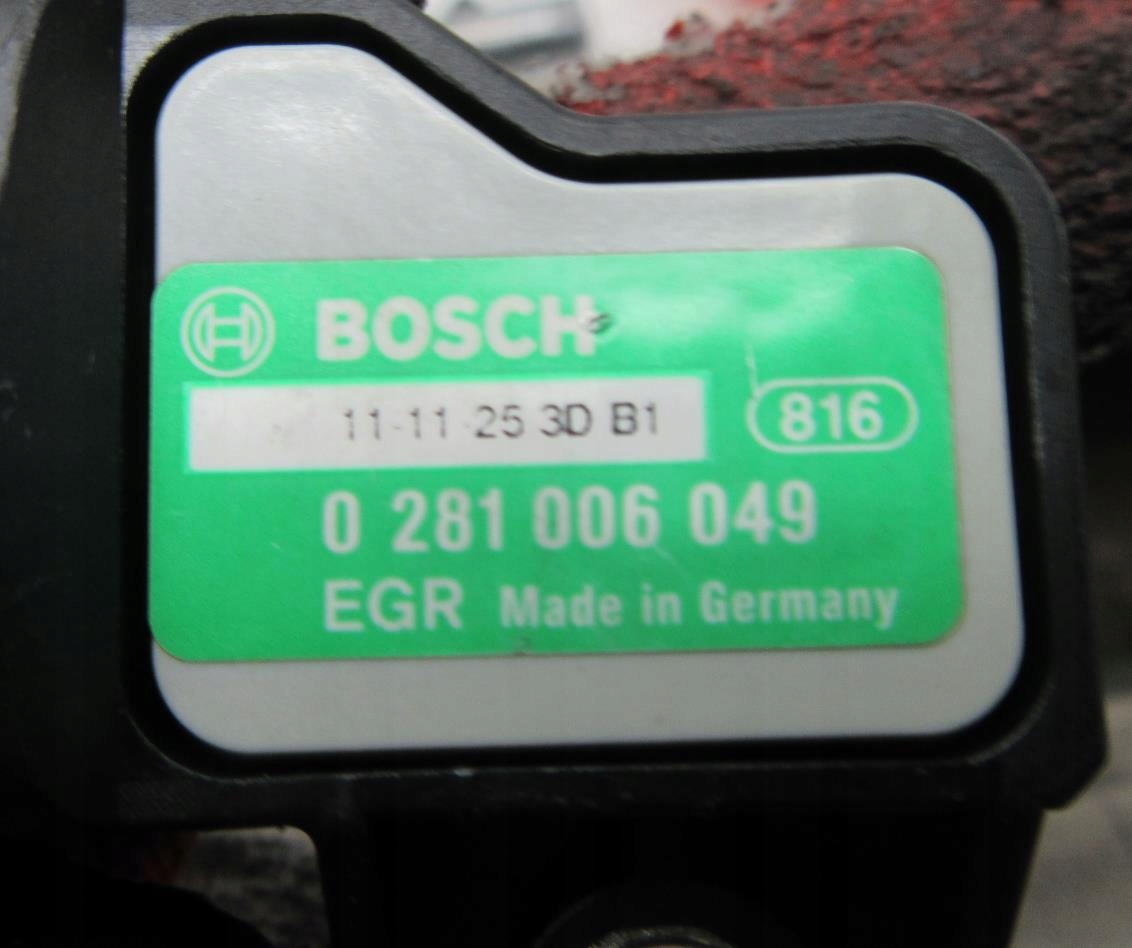 BOSCH
11-11-25 3D B1
816
0 281 006 049
EGR Made in Germany